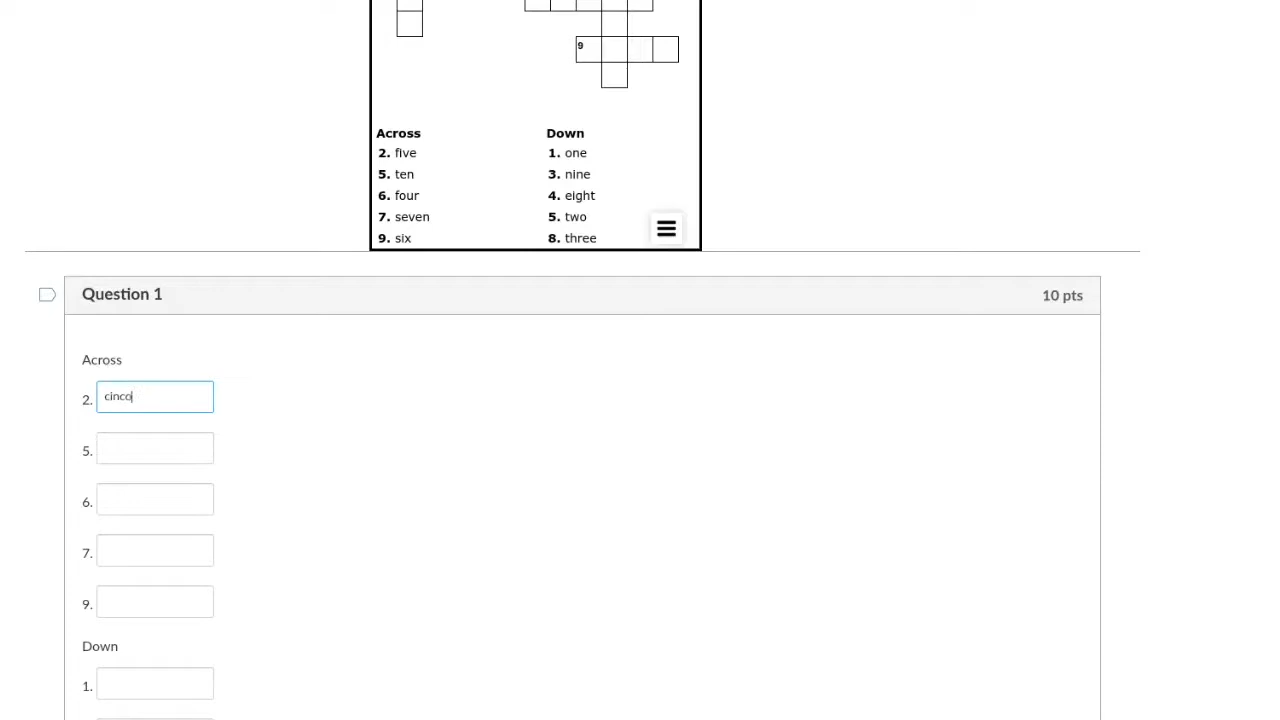 9
Across Down
2. five 1. one
5. ten 3. nine
6. four 4. eight
7. seven 5. two
9. six 8. three
Question 1 10 pts
Across
2. cinco
5.
6.
7.
9.
Down
1.